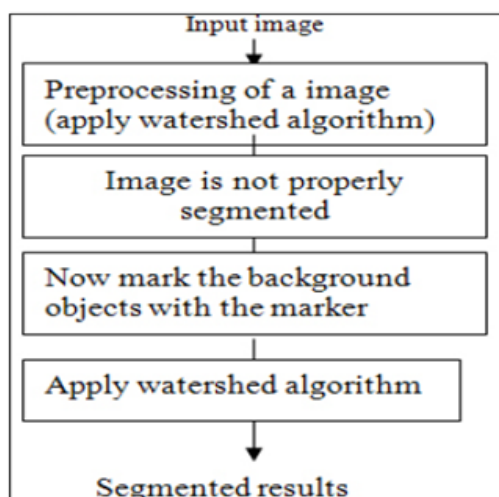 Input image
Preprocessing of a image
(apply watershed algorithm)
Image is not properly
segmented
Now mark the background
objects with the marker
Apply watershed algorithm
Segmented results